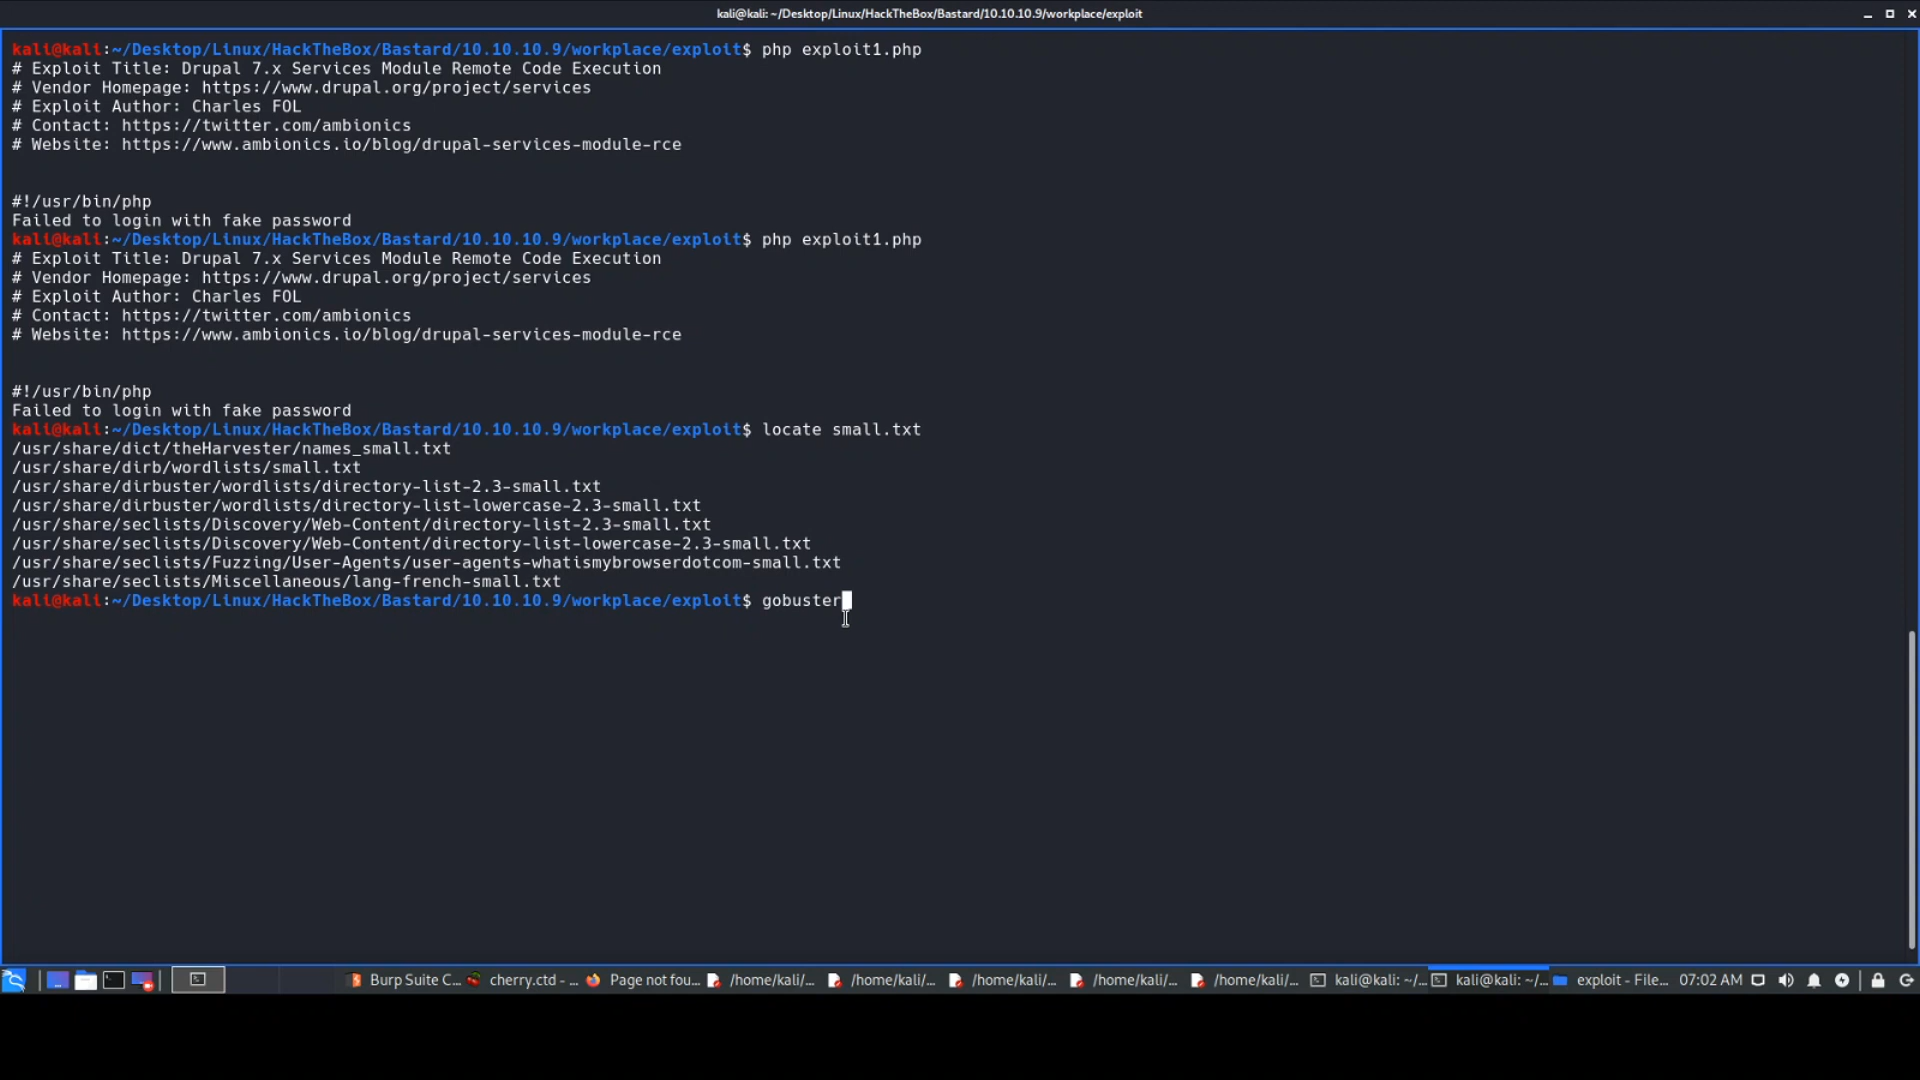 kali@kali: ~/Desktop/Linux/HackTheBox/Bastard/10.10.10.9/workplace/exploit
kali@kali:~/Desktop/Linux/HackTheBox/Bastard/10.10.10.9/workplace/exploit$ php exploit1.php
# Exploit Title: Drupal 7.x Services Module Remote Code Execution
# Vendor Homepage: https://www.drupal.org/project/services
# Exploit Author: Charles FOL
# Contact: https://twitter.com/ambionics
# Website: https://www.ambionics.io/blog/drupal-services-module-rce
#!/usr/bin/php
Failed to login with fake password
kali@kali:~/Desktop/Linux/HackTheBox/Bastard/10.10.10.9/workplace/exploit$ php exploit1.php
# Exploit Title: Drupal 7.x Services Module Remote Code Execution
# Vendor Homepage: https://www.drupal.org/project/services
# Exploit Author: Charles FOL
# Contact: https://twitter.com/ambionics
# Website: https://www.ambionics.io/blog/drupal-services-module-rce
#!/usr/bin/php
Failed to login with fake password
kali@kali:~/Desktop/Linux/HackTheBox/Bastard/10.10.10.9/workplace/exploit$ locate small.txt
/usr/share/dict/theHarvester/names_small.txt
/usr/share/dirb/wordlists/small.txt
/usr/share/dirbuster/wordlists/directory-list-2.3-small.txt
/usr/share/dirbuster/wordlists/directory-list-lowercase-2.3-small.txt
/usr/share/seclists/Discovery/Web-Content/directory-list-2.3-small.txt
/usr/share/seclists/Discovery/Web-Content/directory-list-lowercase-2.3-small.txt
/usr/share/seclists/Fuzzing/User-Agents/user-agents-whatismybrowserdotcom-small.txt
/usr/share/seclists/Miscellaneous/lang-french-small.txt
kali@kali:~/Desktop/Linux/HackTheBox/Bastard/10.10.10.9/workplace/exploit$ gobuster
Burp Suite C... cherry.ctd - ... Page not fou... /home/kali/... /home/kali/... /home/kali/... /home/kali/... /home/kali/... kali@kali: ~/... kali@kali: ~/... exploit - File... 07:02 AM